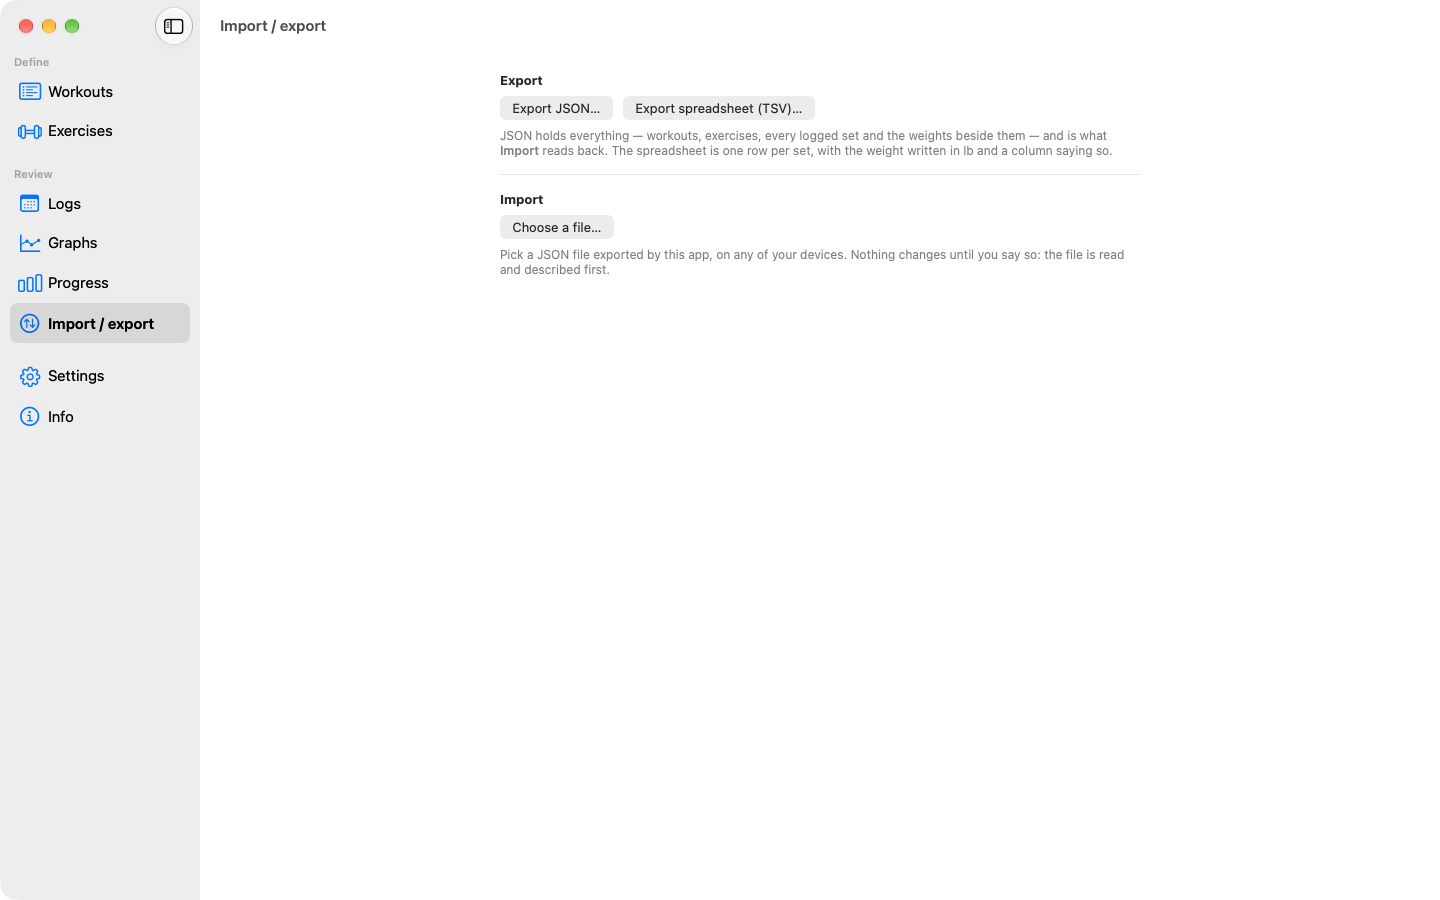 Import / export
Define
Workouts
Exercises
Review
Logs
Graphs
Progress
Import / export
Settings
Info
Export
Export JSON...
Export spreadsheet (TSV)...
JSON holds everything — workouts, exercises, every logged set and the weights beside them — and is what
Import reads back. The spreadsheet is one row per set, with the weight written in lb and a column saying so.
Import
Choose a file...
Pick a JSON file exported by this app, on any of your devices. Nothing changes until you say so: the file is read
and described first.